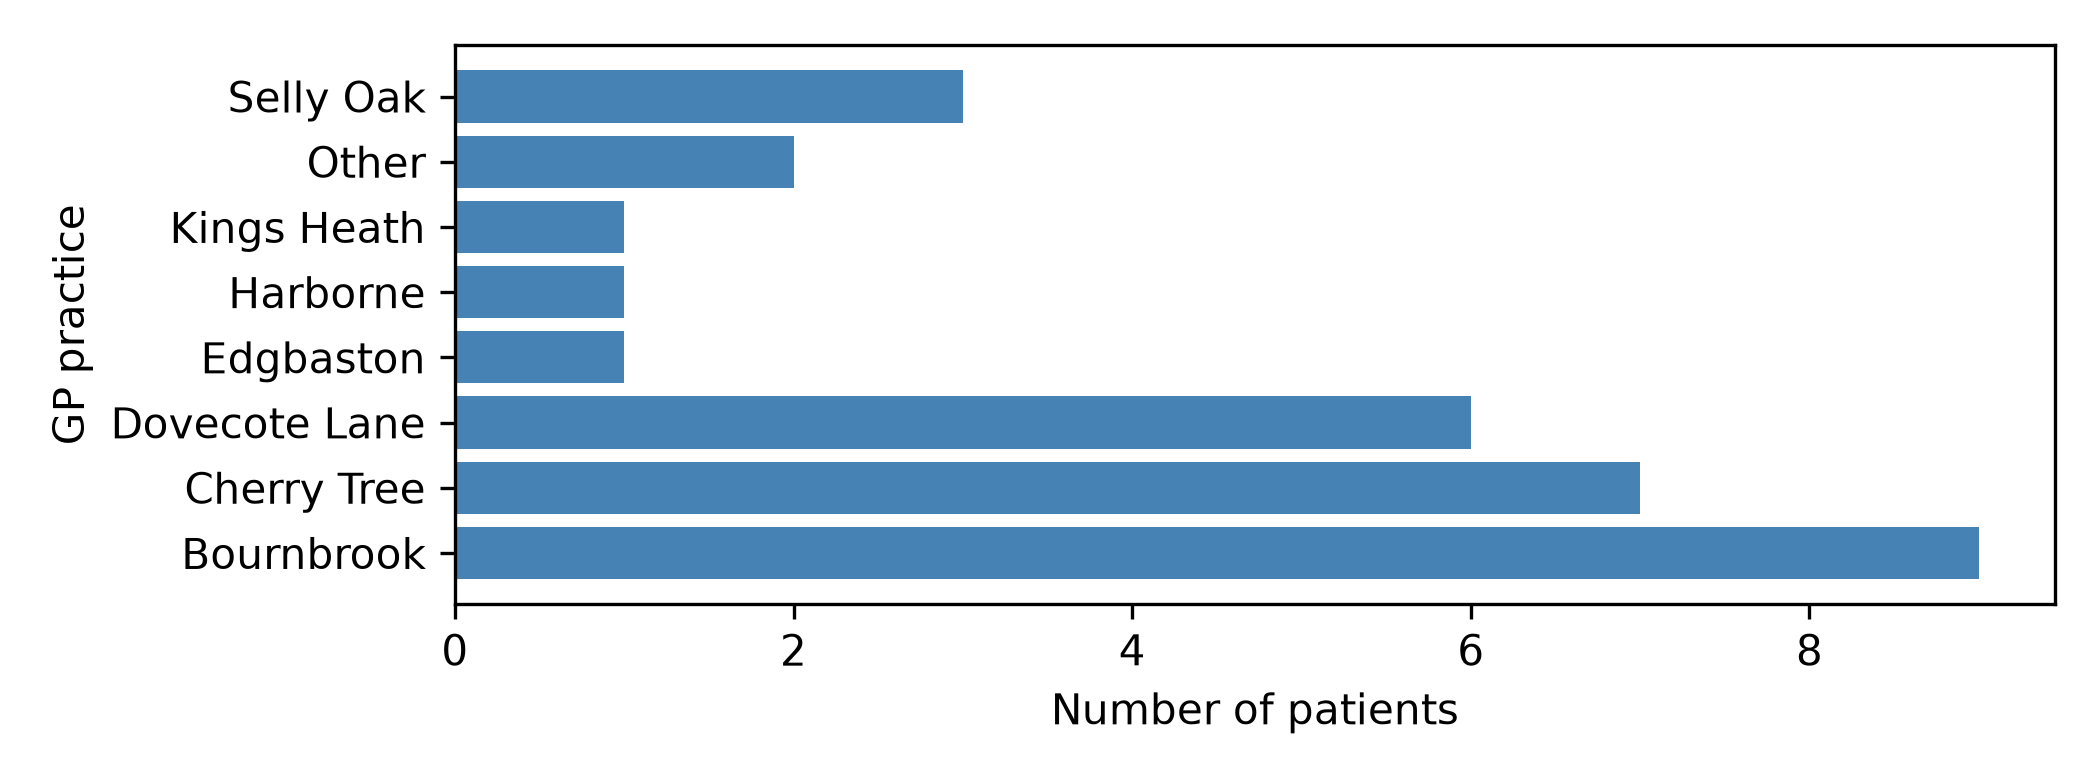 GP practice
Selly Oak
Other
Kings Heath
Harborne
Edgbaston
Dovecote Lane
Cherry Tree
Bournbrook
0 2 4 6 8
Number of patients